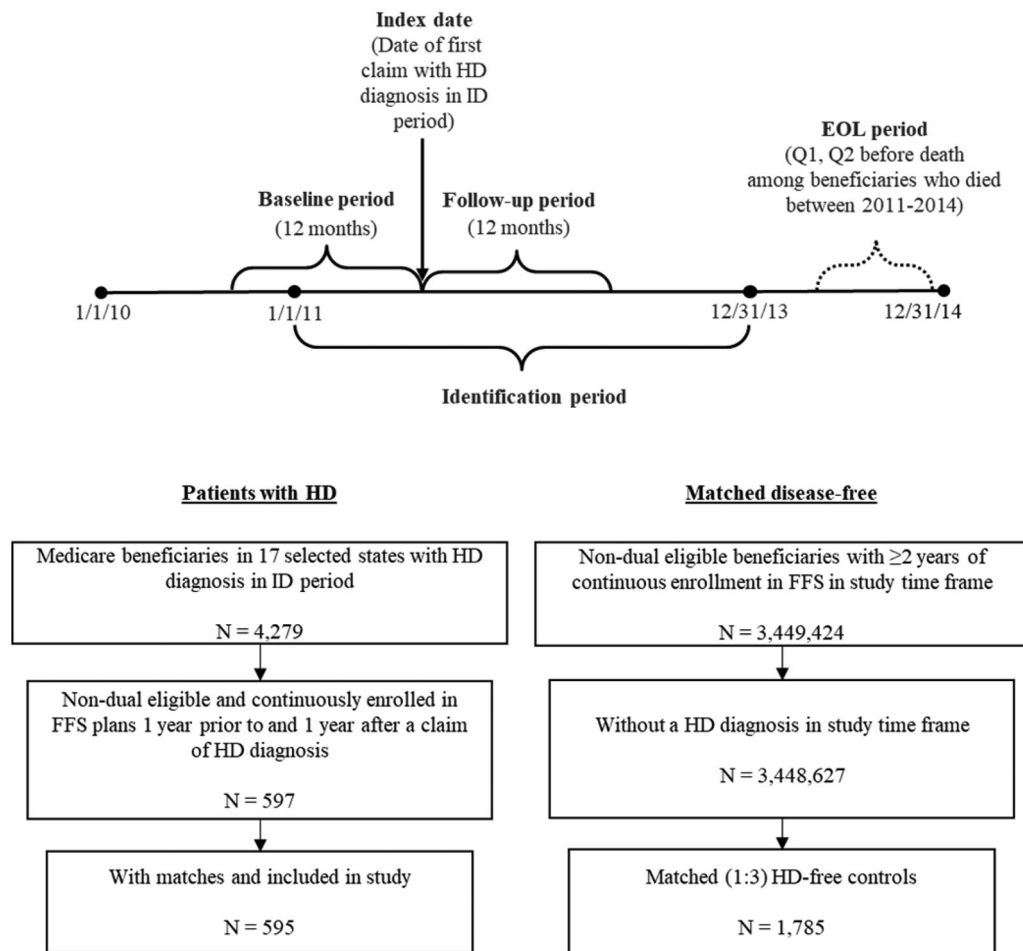 Index date
(Date of first
claim with HD
diagnosis in ID
period)
EOL period
(Q1, Q2 before death
among beneficiaries who died
between 2011-2014)
Baseline period
(12 months)
Follow-up period
(12 months)
1/1/10
1/1/11
12/31/13
12/31/14
Identification period
Patients with HD
Medicare beneficiaries in 17 selected states with HD
diagnosis in ID period
N = 4,279
Non-dual eligible and continuously enrolled in
FFS plans 1 year prior to and 1 year after a claim
of HD diagnosis
N = 597
With matches and included in study
N = 595
Matched disease-free
Non-dual eligible beneficiaries with ≥2 years of
continuous enrollment in FFS in study time frame
N = 3,449,424
Without a HD diagnosis in study time frame
N = 3,448,627
Matched (1:3) HD-free controls
N = 1,785